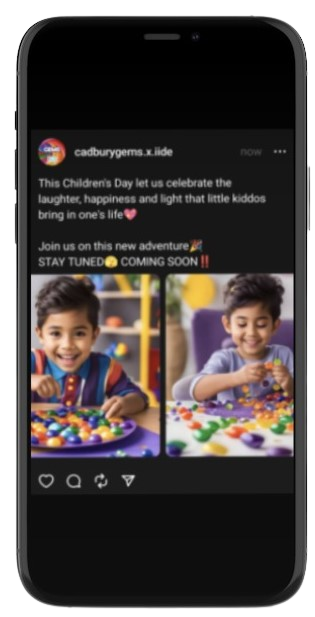 cadburygems.x.iide now
This Children's Day let us celebrate the
laughter, happiness and light that little kiddos
bring in one's life💖
Join us on this new adventure🎉
STAY TUNED🫣 COMING SOON‼️